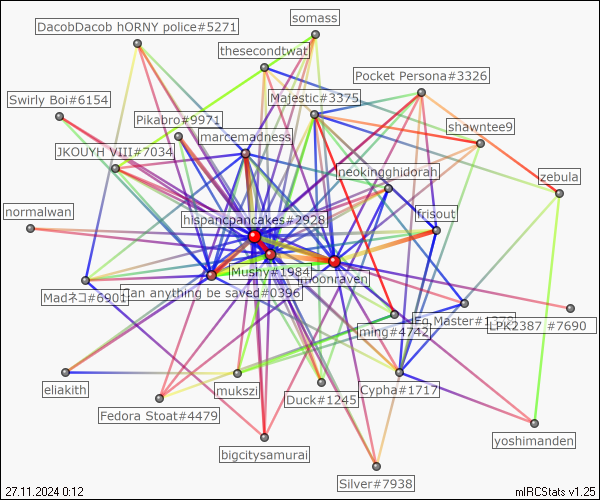 somass
DacobDacob hORNY police#5271
thesecondtwat
Pocket Persona#3326
Swirly Boi#6154
Majestic#3375
Pikabro#9971
shawntee9
marcemadness
JKOUYH VIII#7034
neokingghidorah
zebula
normalwan
hispancpancakes#2928
frisout
Mushy#1984
moonraven
Madネコ#6901
an anything be saved#0396
Eg Master#1
LPK2387 #7690
ming#4742
eliakith
mukszi
Cypha#1717
Duck#1245
Fedora Stoat#4479
yoshimanden
bigcitysamurai
Silver#7938
27.11.2024 0:12
mIRCStats v1.25